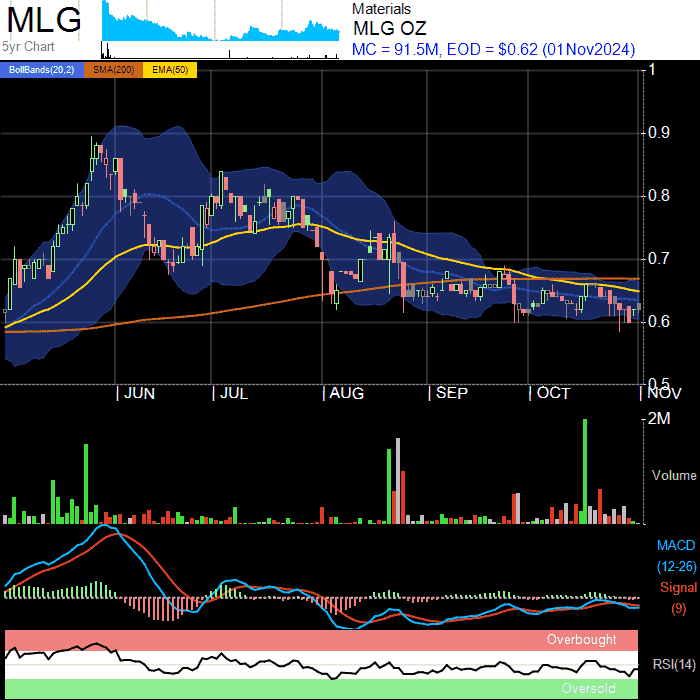 MLG
5yr Chart
Materials
MLG OZ
MC = 91.5M, EOD = $0.62 (01Nov2024)
BollBands(20,2) SMA(200) EMA(50)
1
0.9
0.8
0.7
0.6
0.5
JUN JUL AUG SEP OCT NOV
2M
Volume
MACD
(12-26)
Signal
(9)
Overbought
RSI(14)
Oversold